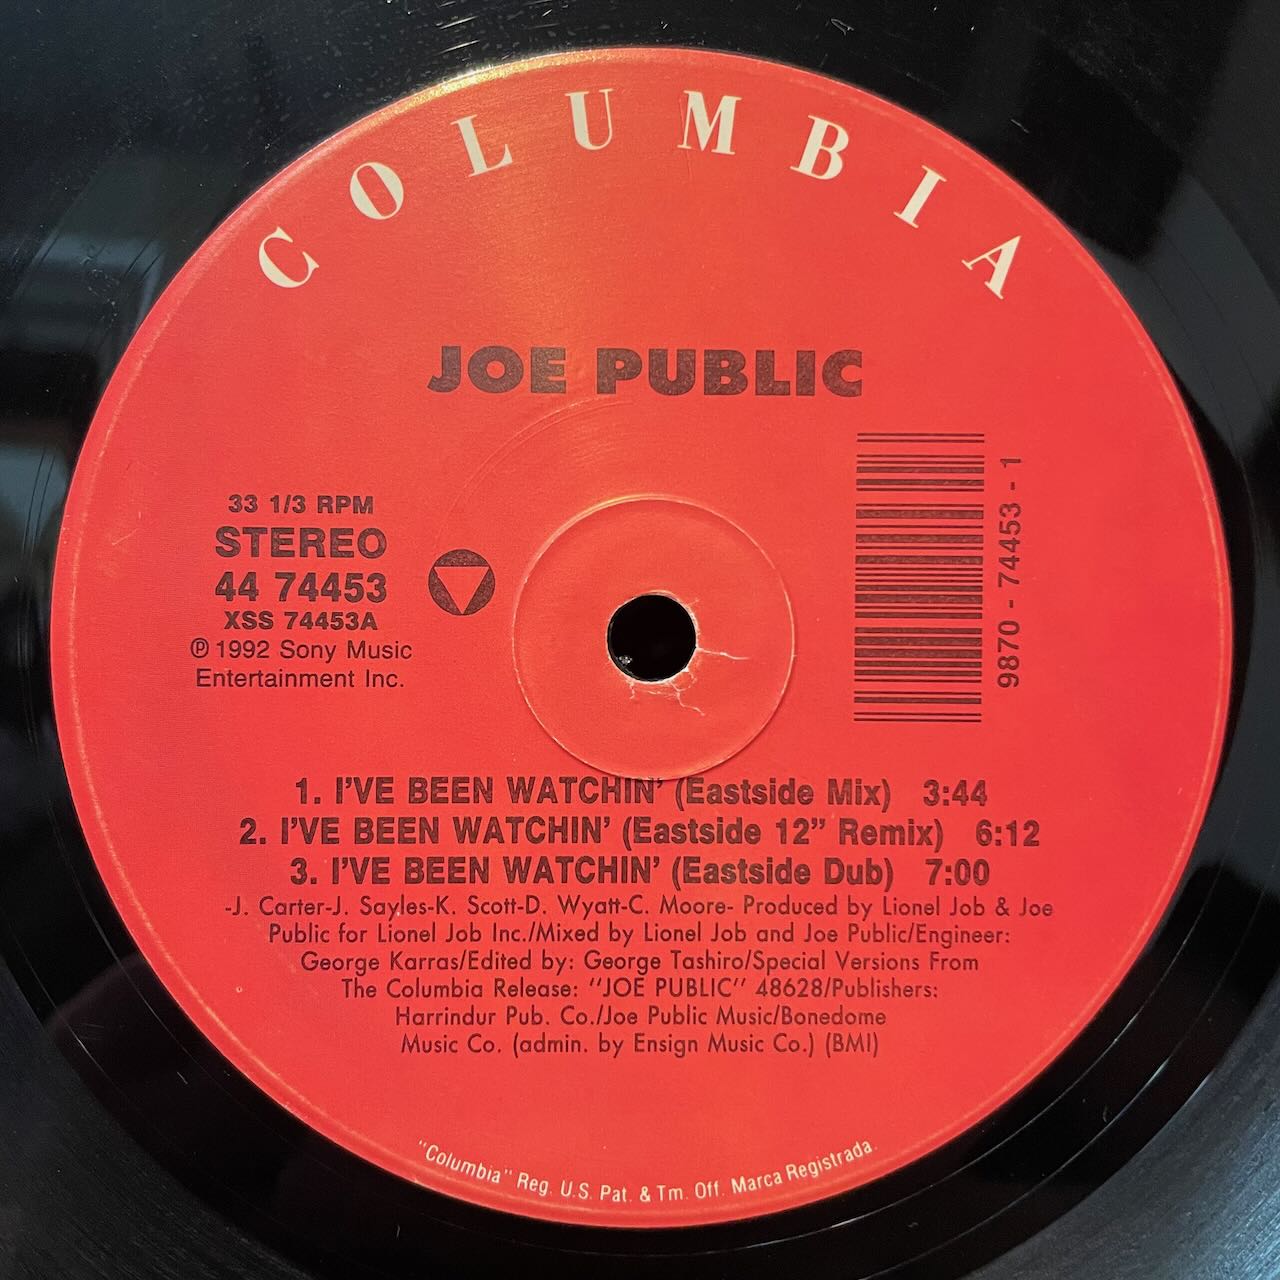 COLUMBIA
JOE PUBLIC
33 1/3 RPM
STEREO
44 74453
XSS 74453A
℗ 1992 Sony Music
Entertainment Inc.
9870 - 74453 - 1
1. I'VE BEEN WATCHIN' (Eastside Mix) 3:44
2. I'VE BEEN WATCHIN' (Eastside 12" Remix) 6:12
3. I'VE BEEN WATCHIN' (Eastside Dub) 7:00
-J. Carter-J. Sayles-K. Scott-D. Wyatt-C. Moore- Produced by Lionel Job & Joe
Public for Lionel Job Inc./Mixed by Lionel Job and Joe Public/Engineer:
George Karras/Edited by: George Tashiro/Special Versions From
The Columbia Release: "JOE PUBLIC" 48628/Publishers:
Harrindur Pub. Co./Joe Public Music/Bonedome
Music Co. (admin. by Ensign Music Co.) (BMI)
"Columbia" Reg. U.S. Pat. & Tm. Off. Marca Registrada.